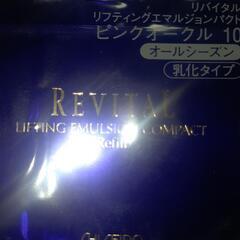 リバイタル
リフティングエマルジョンパクト
ピンクオークル 10
オールシーズン
乳化タイプ
REVITAL
LIFTING EMULSION COMPACT
Refill